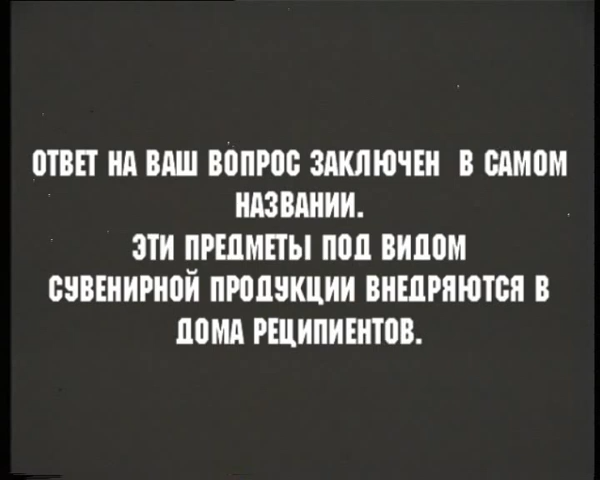 ОТВЕТ НА ВАШ ВОПРОС ЗАКЛЮЧЕН В САМОМ
НАЗВАНИИ.
ЭТИ ПРЕДМЕТЫ ПОД ВИДОМ
СУВЕНИРНОЙ ПРОДУКЦИИ ВНЕДРЯЮТСЯ В
ДОМА РЕЦИПИЕНТОВ.